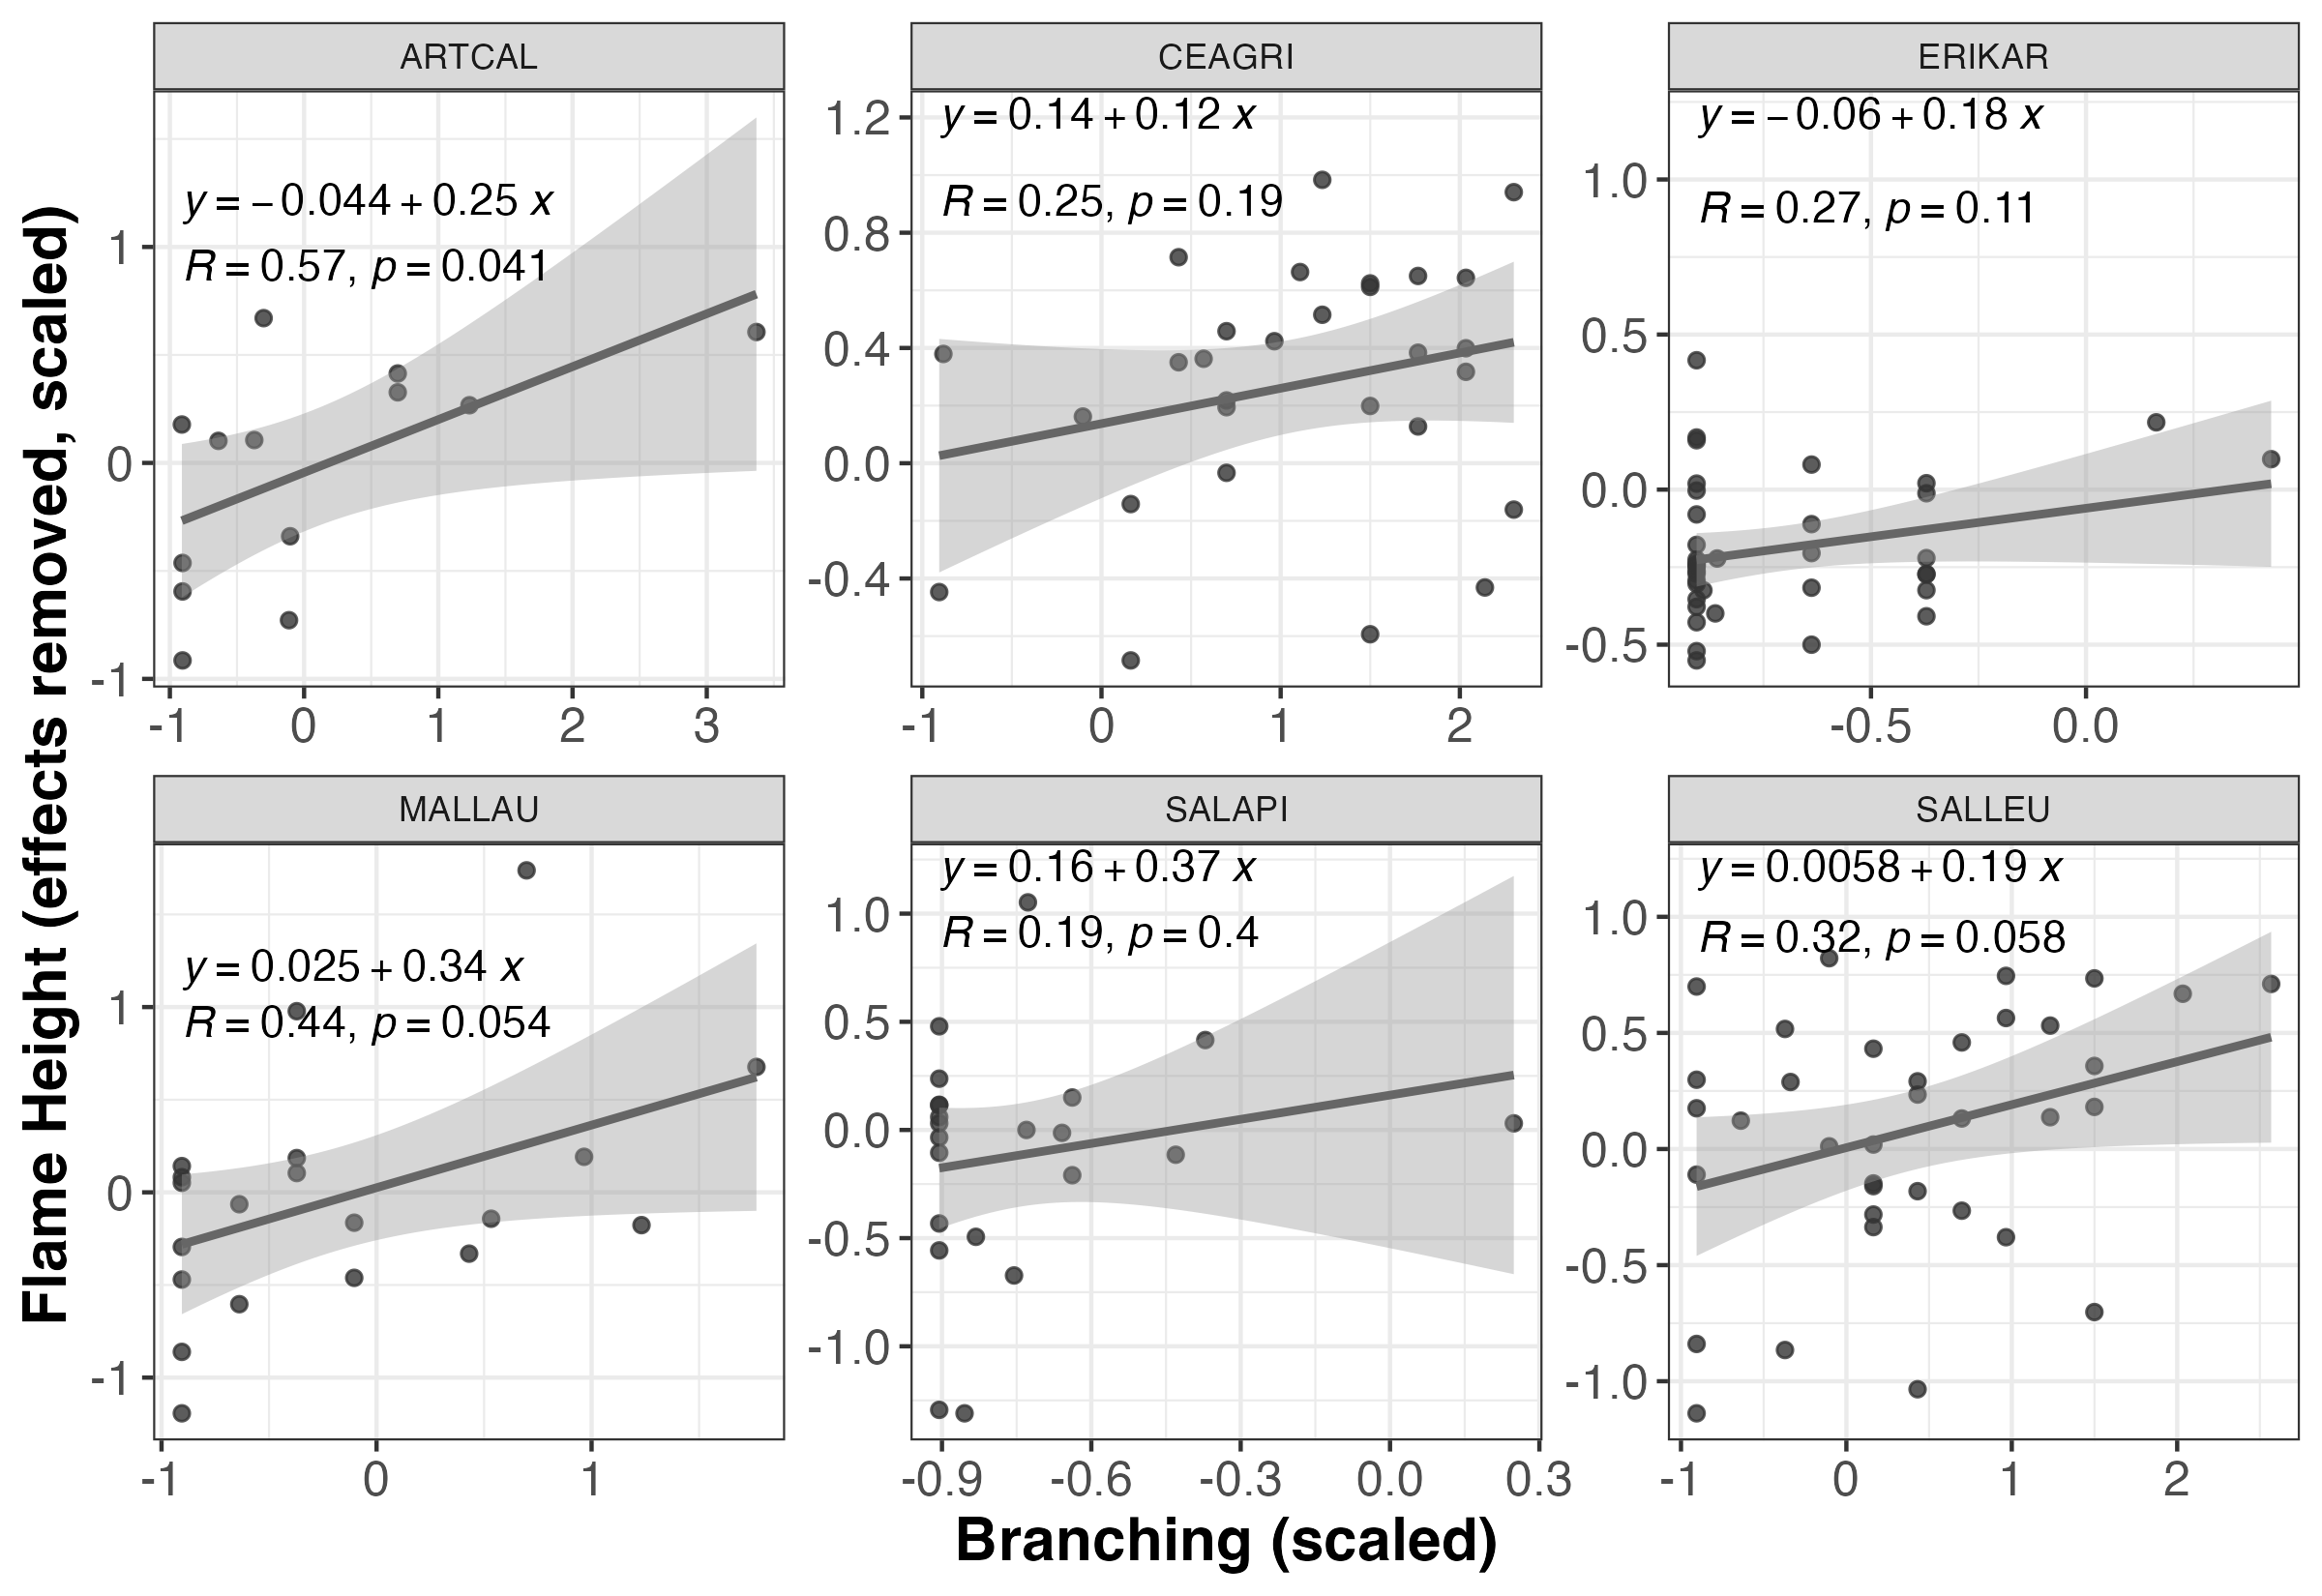 Flame Height (effects removed, scaled)
ARTCAL
y = −0.044 + 0.25 x
R = 0.57, p = 0.041
1
0
-1
-1 0 1 2 3
CEAGRI
y = 0.14 + 0.12 x
R = 0.25, p = 0.19
1.2
0.8
0.4
0.0
-0.4
-1 0 1 2
ERIKAR
y = −0.06 + 0.18 x
R = 0.27, p = 0.11
1.0
0.5
0.0
-0.5
-0.5 0.0
MALLAU
y = 0.025 + 0.34 x
R = 0.44, p = 0.054
1
0
-1
-1 0 1
SALAPI
y = 0.16 + 0.37 x
R = 0.19, p = 0.4
1.0
0.5
0.0
-0.5
-1.0
-0.9 -0.6 -0.3 0.0 0.3
SALLEU
y = 0.0058 + 0.19 x
R = 0.32, p = 0.058
1.0
0.5
0.0
-0.5
-1.0
-1 0 1 2
Branching (scaled)